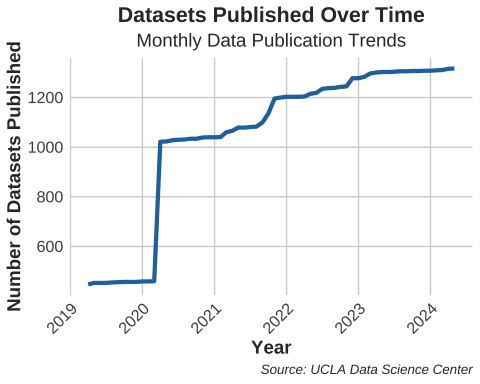 Datasets Published Over Time
Monthly Data Publication Trends
Number of Datasets Published
1200
1000
800
600
2019
2020
2021
2022
2023
2024
Year
Source: UCLA Data Science Center